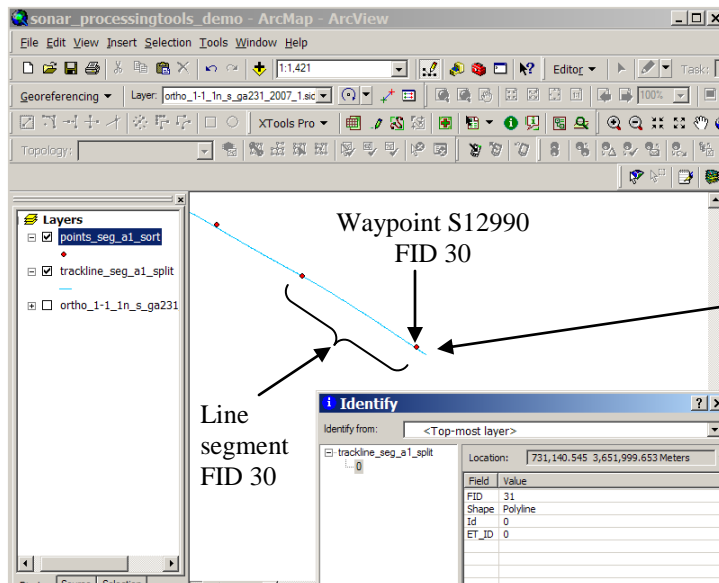 sonar_processingtools_demo - ArcMap - ArcView
File Edit View Insert Selection Tools Window Help
1:1,421
Editor
Task:
Georeferencing
Layer: ortho_1-1_1n_s_ga231_2007_1.sic
100%
XTools Pro
Topology:
Layers
points_seg_a1_sort
trackline_seg_a1_split
ortho_1-1_1n_s_ga231
Waypoint S12990
FID 30
Line
segment
FID 30
Identify
Identify from: <Top-most layer>
trackline_seg_a1_split
0
Location: 731,140.545 3,651,999.653 Meters
Field Value
FID 31
Shape Polyline
Id 0
ET_ID 0
Source Selection